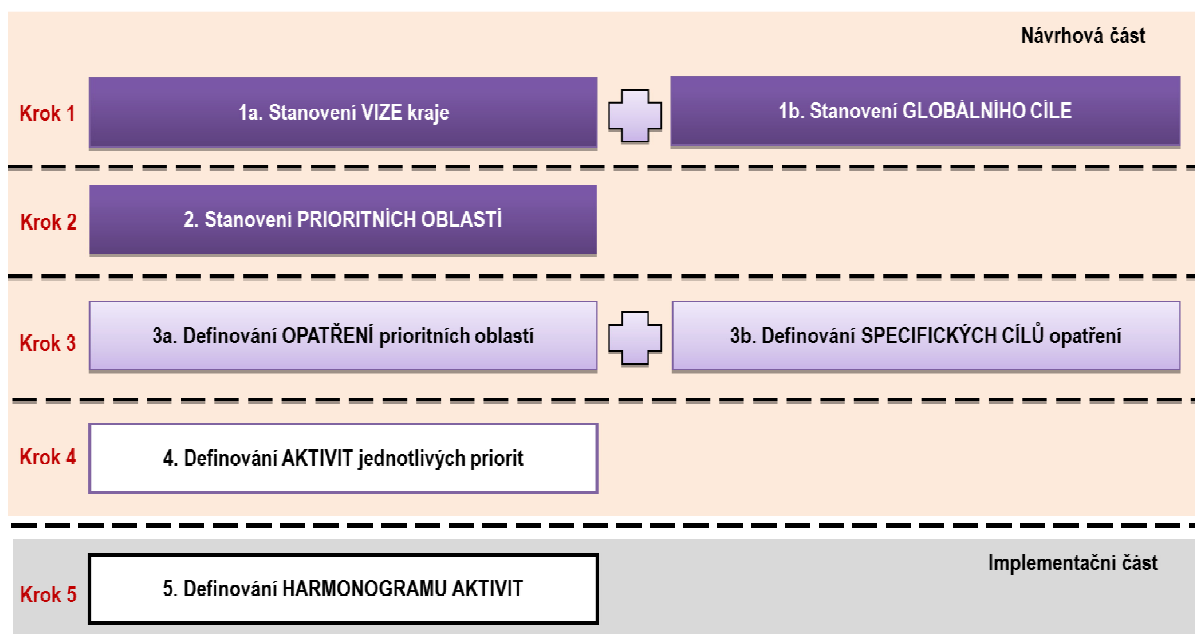 Návrhová část
Krok 1
1a. Stanovení VIZE kraje
1b. Stanovení GLOBÁLNÍHO CÍLE
Krok 2
2. Stanovení PRIORITNÍCH OBLASTÍ
Krok 3
3a. Definování OPATŘENÍ prioritních oblastí
3b. Definování SPECIFICKÝCH CÍLŮ opatření
Krok 4
4. Definování AKTIVIT jednotlivých priorit
Implementační část
Krok 5
5. Definování HARMONOGRAMU AKTIVIT